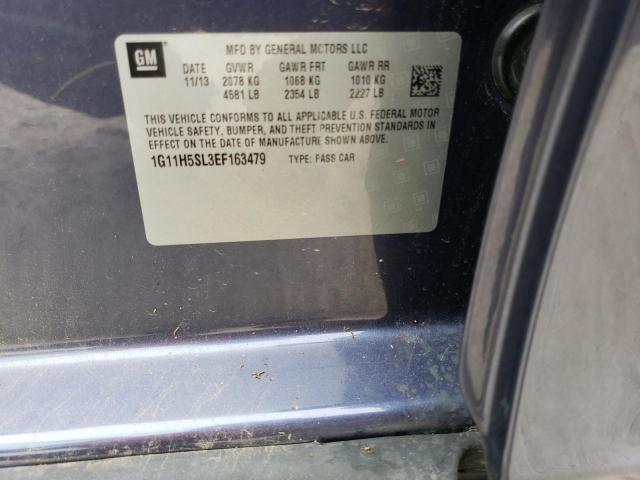 GM
MFD BY GENERAL MOTORS LLC
DATE GVWR GAWR FRT GAWR RR
11/13 2078 KG 1068 KG 1010 KG
4581 LB 2354 LB 2227 LB
THIS VEHICLE CONFORMS TO ALL APPLICABLE U.S. FEDERAL MOTOR
VEHICLE SAFETY, BUMPER, AND THEFT PREVENTION STANDARDS IN
EFFECT ON THE DATE OF MANUFACTURE SHOWN ABOVE.
1G11H5SL3EF163479 TYPE: PASS CAR